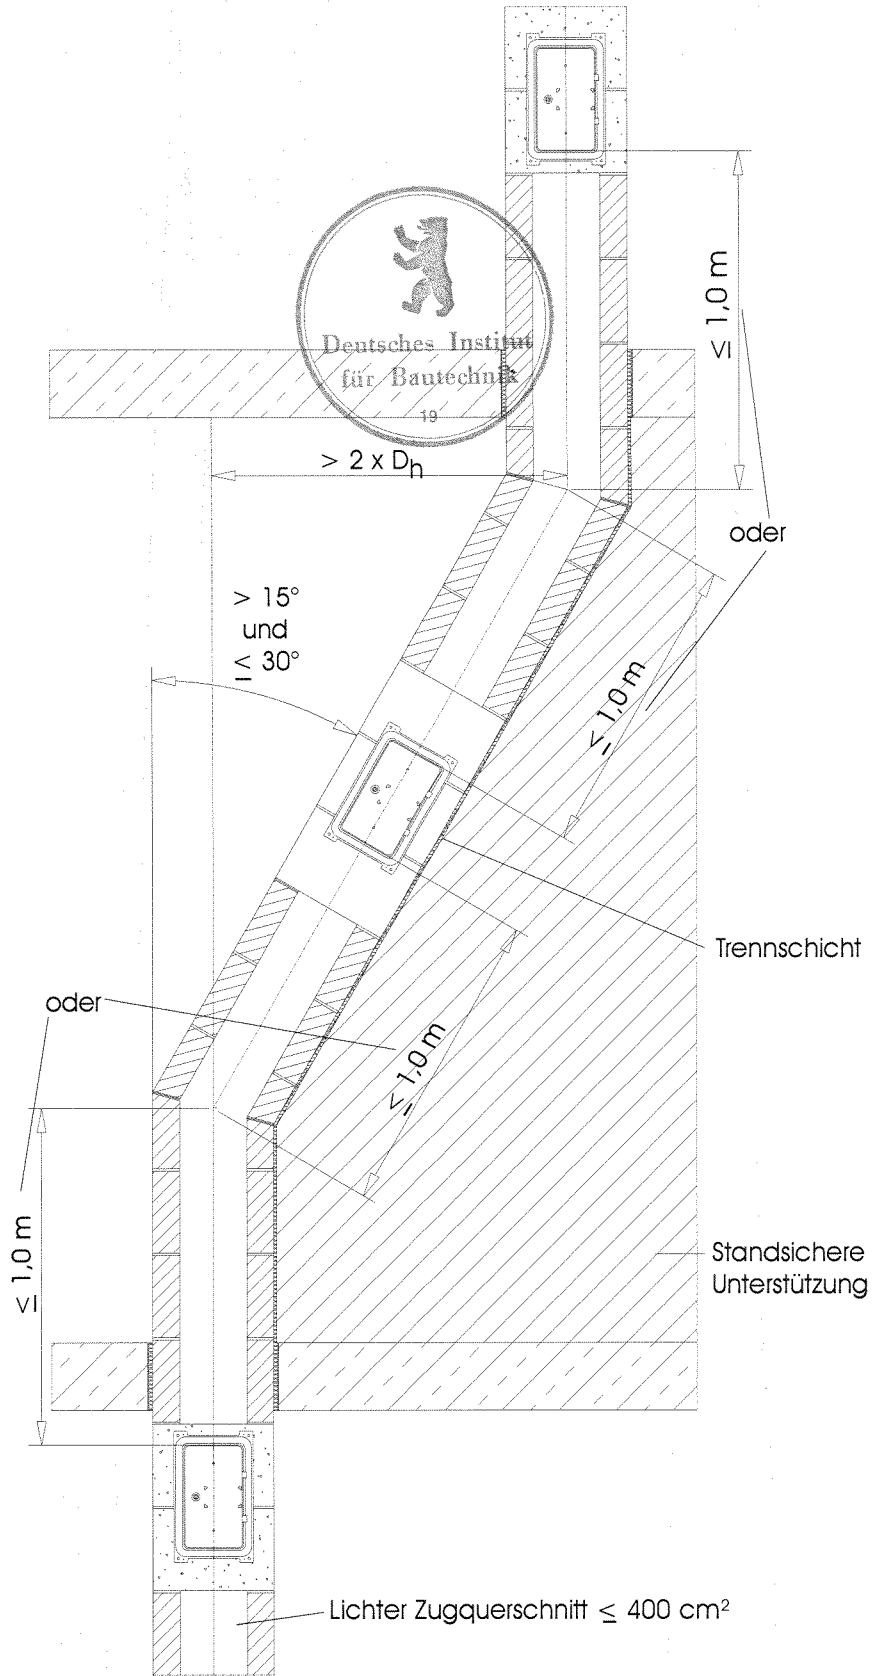 ≤ 1,0 m
Deutsches Institut
für Bautechnik
19
> 2 x Dh
oder
> 15°
und
≤ 30°
≤ 1,0 m
Trennschicht
oder
≤ 1,0 m
≤ 1,0 m
Standsichere
Unterstützung
Lichter Zugquerschnitt ≤ 400 cm²